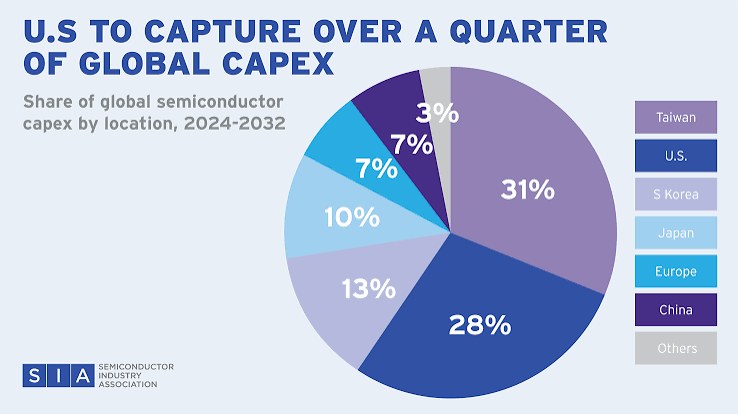 U.S TO CAPTURE OVER A QUARTER
OF GLOBAL CAPEX
Share of global semiconductor
capex by location, 2024-2032
3%
7%
7%
31%
10%
13%
28%
Taiwan
U.S.
S Korea
Japan
Europe
China
Others
SIA
SEMICONDUCTOR
INDUSTRY
ASSOCIATION